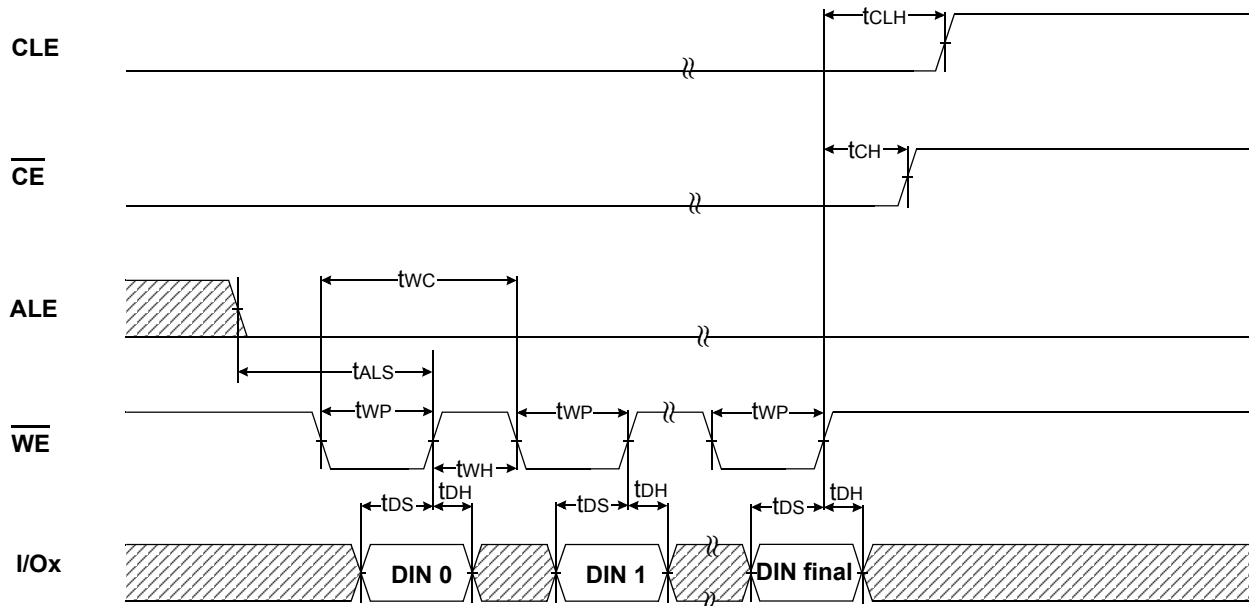 tCLH
CLE
tCH
CE
tWC
ALE
tALS
tWP tWP tWP
WE
tWH
tDS tDH tDS tDH tDS tDH
I/Ox DIN 0 DIN 1 DIN final